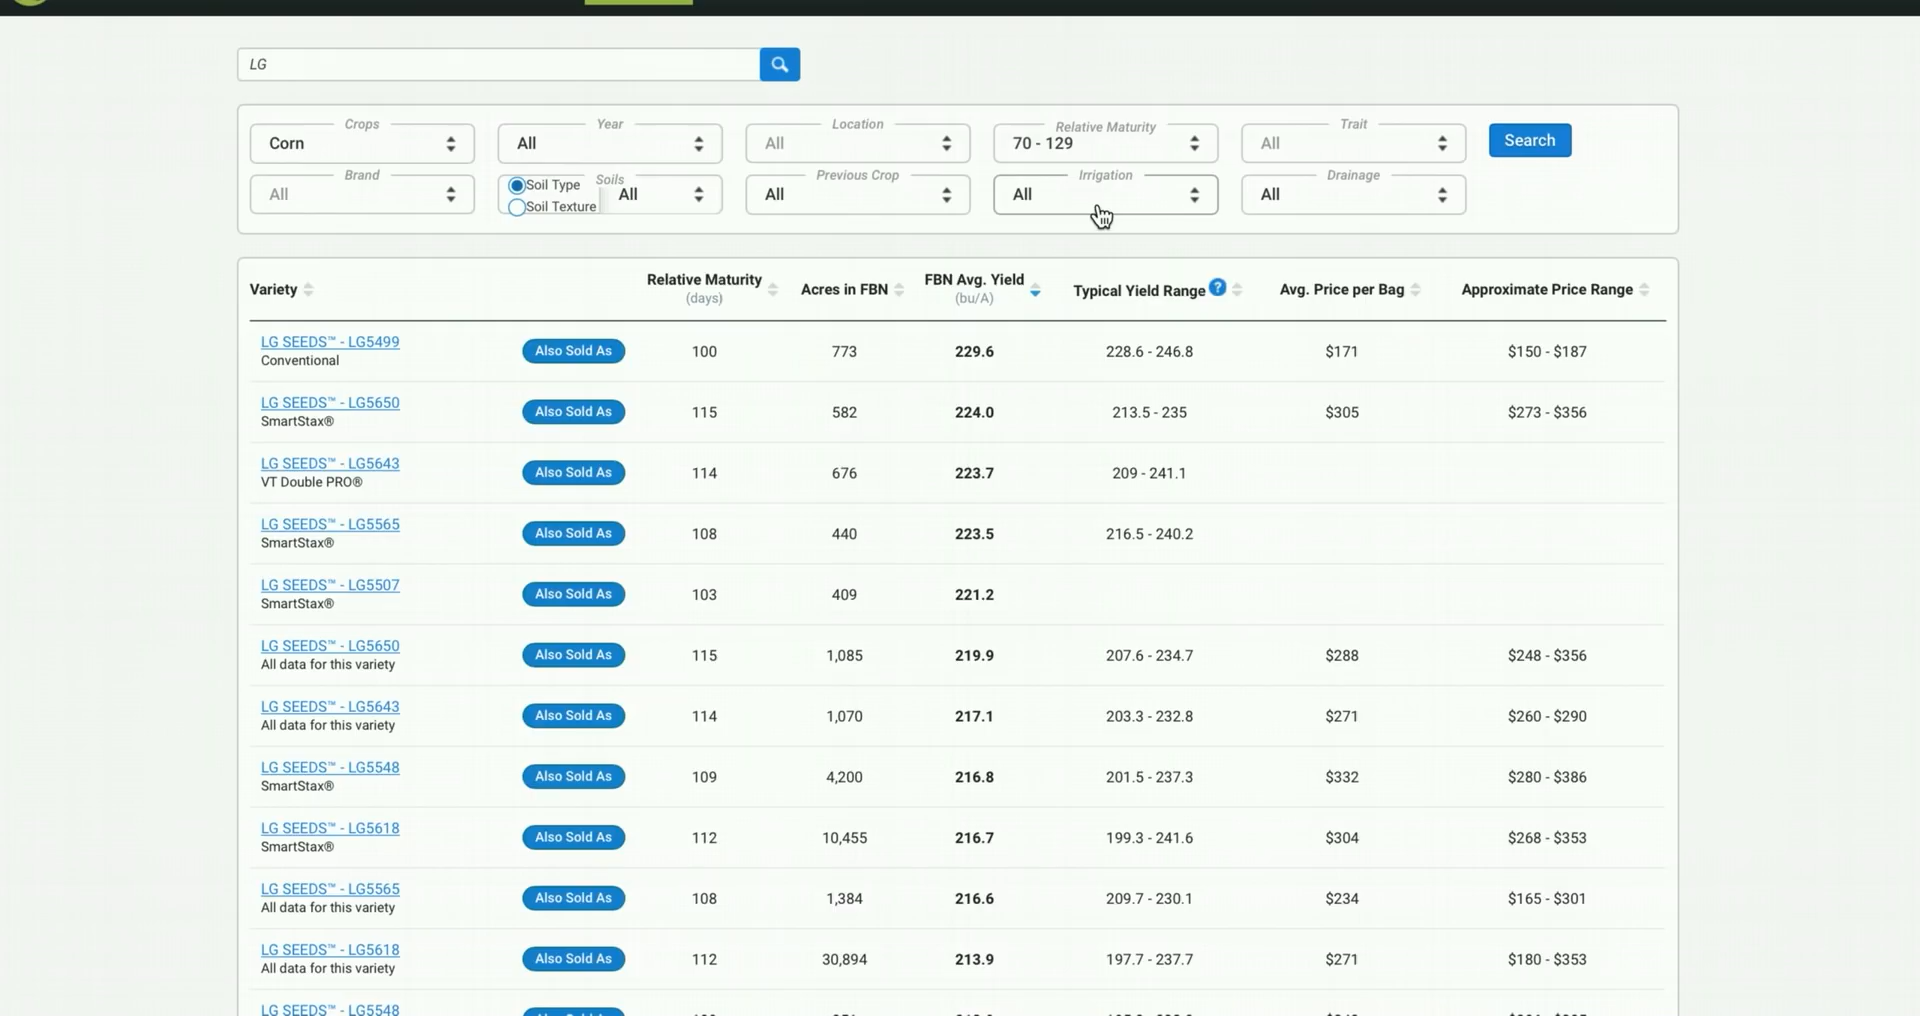 LG
Crops
Year
Location
Relative Maturity
Trait
Corn
All
All
70 - 129
All
Search
Brand
Soils
Previous Crop
Irrigation
Drainage
All
Soil Type
Soil Texture
All
All
All
All
Variety Relative Maturity (days) Acres in FBN FBN Avg. Yield (bu/A) Typical Yield Range ? Avg. Price per Bag Approximate Price Range
LG SEEDS™ - LG5499
Conventional
Also Sold As 100 773 229.6 228.6 - 246.8 $171 $150 - $187
LG SEEDS™ - LG5650
SmartStax®
Also Sold As 115 582 224.0 213.5 - 235 $305 $273 - $356
LG SEEDS™ - LG5643
VT Double PRO®
Also Sold As 114 676 223.7 209 - 241.1
LG SEEDS™ - LG5565
SmartStax®
Also Sold As 108 440 223.5 216.5 - 240.2
LG SEEDS™ - LG5507
SmartStax®
Also Sold As 103 409 221.2
LG SEEDS™ - LG5650
All data for this variety
Also Sold As 115 1,085 219.9 207.6 - 234.7 $288 $248 - $356
LG SEEDS™ - LG5643
All data for this variety
Also Sold As 114 1,070 217.1 203.3 - 232.8 $271 $260 - $290
LG SEEDS™ - LG5548
SmartStax®
Also Sold As 109 4,200 216.8 201.5 - 237.3 $332 $280 - $386
LG SEEDS™ - LG5618
SmartStax®
Also Sold As 112 10,455 216.7 199.3 - 241.6 $304 $268 - $353
LG SEEDS™ - LG5565
All data for this variety
Also Sold As 108 1,384 216.6 209.7 - 230.1 $234 $165 - $301
LG SEEDS™ - LG5618
All data for this variety
Also Sold As 112 30,894 213.9 197.7 - 237.7 $271 $180 - $353
LG SEEDS™ - LG5548